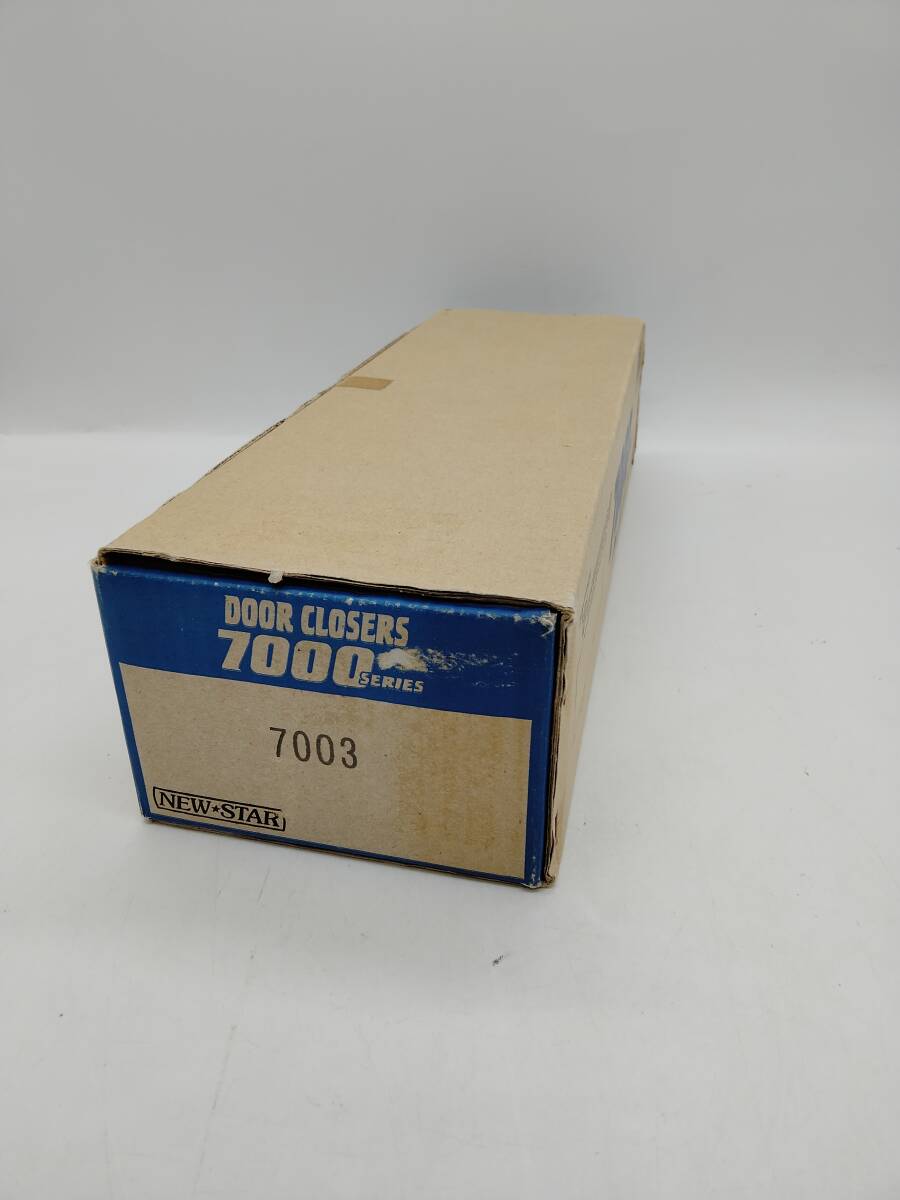 DOOR CLOSERS
7000 SERIES
7003
NEW★STAR